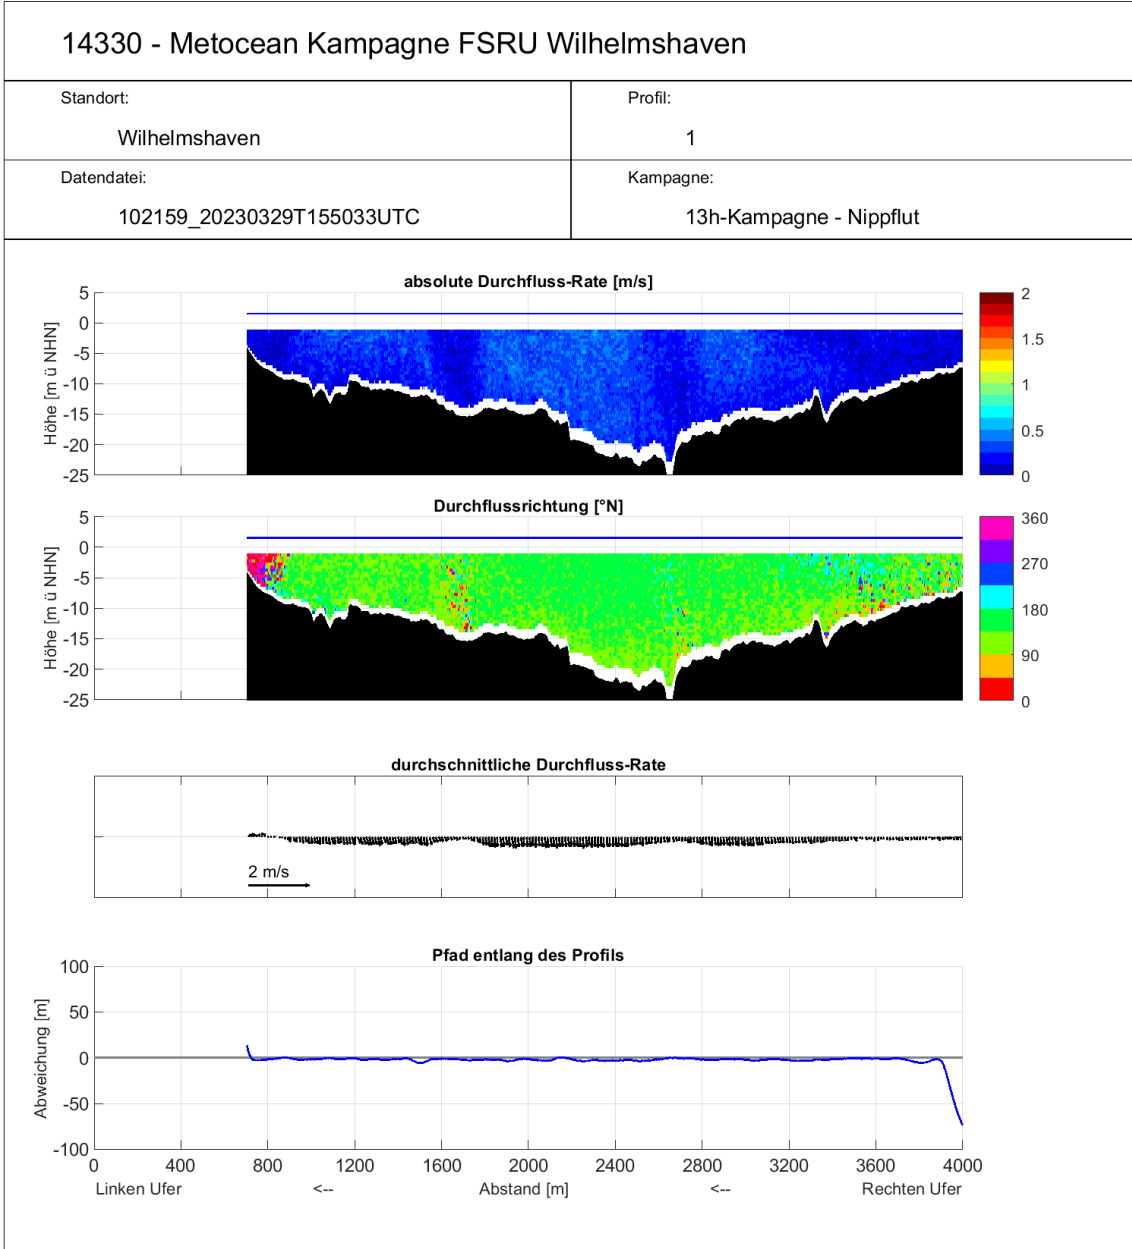 14330 - Metocean Kampagne FSRU Wilhelmshaven
Standort:
Profil:
Wilhelmshaven
1
Datendatei:
Kampagne:
102159_20230329T155033UTC
13h-Kampagne - Nippflut
absolute Durchfluss-Rate [m/s]
Höhe [m ü NHN]
5
0
-5
-10
-15
-20
-25
2
1.5
1
0.5
0
Durchflussrichtung [°N]
Höhe [m ü NHN]
5
0
-5
-10
-15
-20
-25
360
270
180
90
0
durchschnittliche Durchfluss-Rate
2 m/s
Pfad entlang des Profils
Abweichung [m]
100
50
0
-50
-100
0 400 800 1200 1600 2000 2400 2800 3200 3600 4000
Linken Ufer <-- Abstand [m] <-- Rechten Ufer